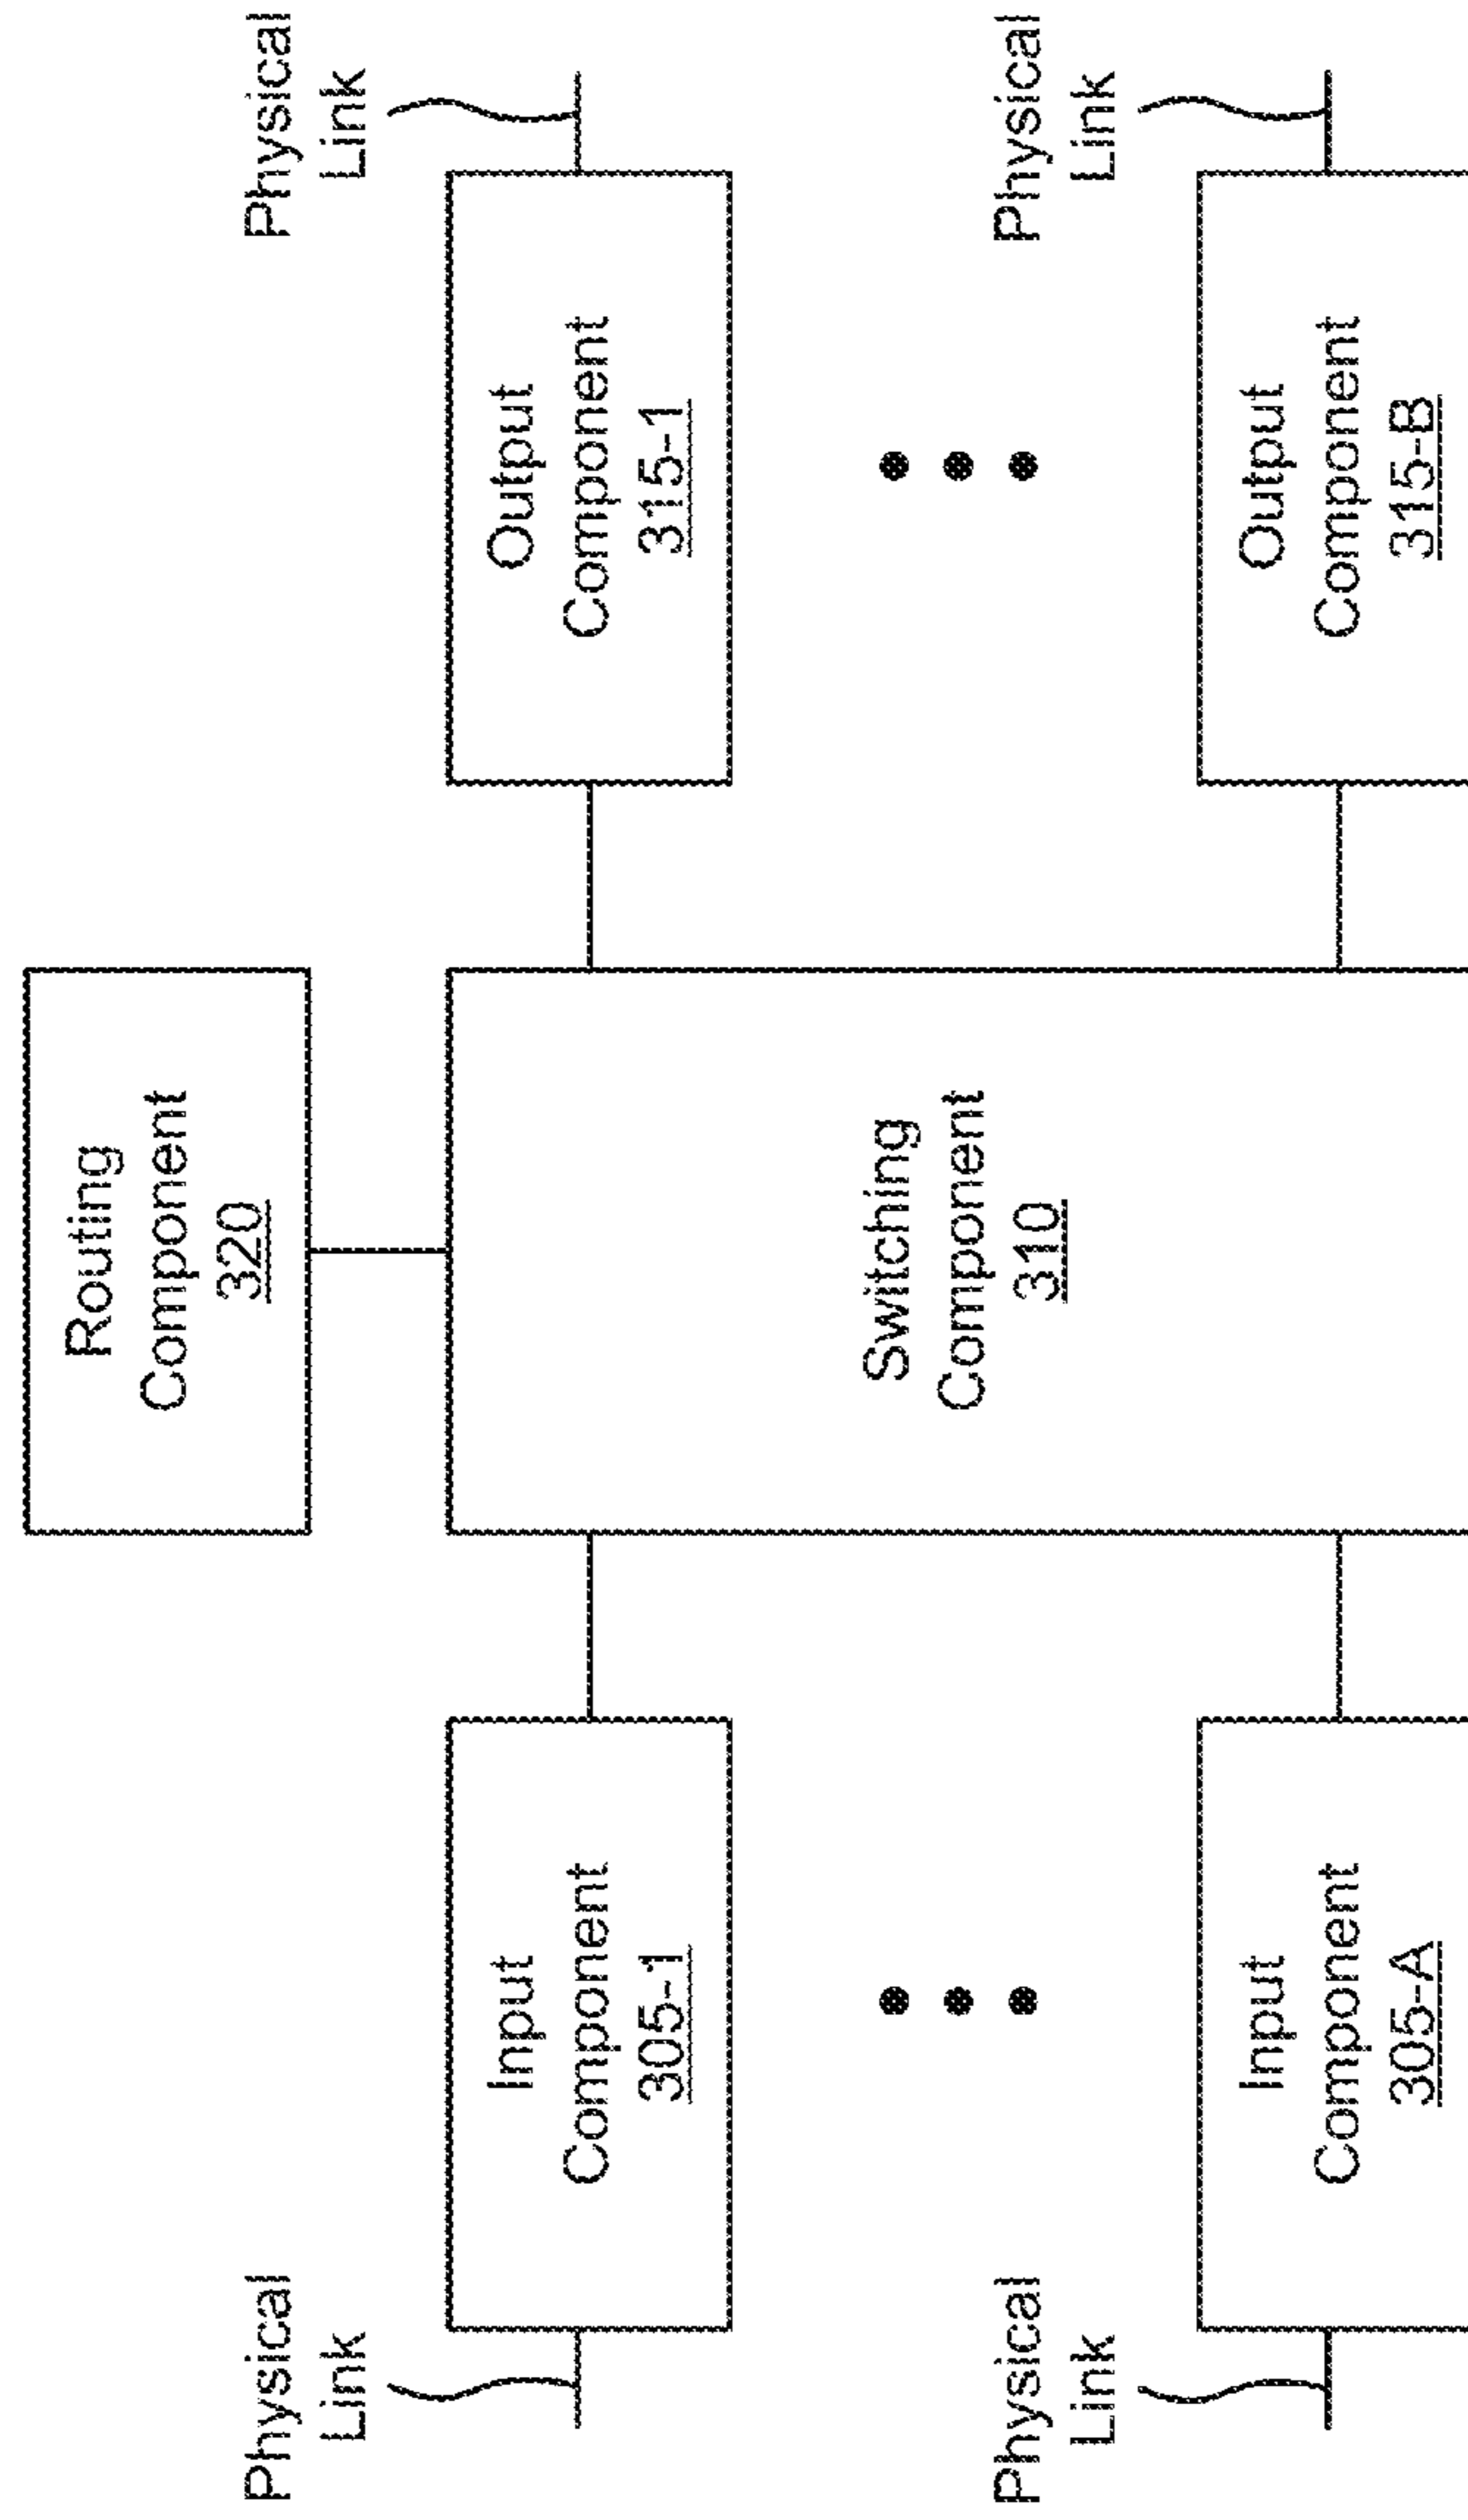 Routing
Component
320
Physical
Link
Input
Component
305-1
Switching
Component
310
Output
Component
315-1
Physical
Link
Physical
Link
Input
Component
305-A
Output
Component
315-B
Physical
Link